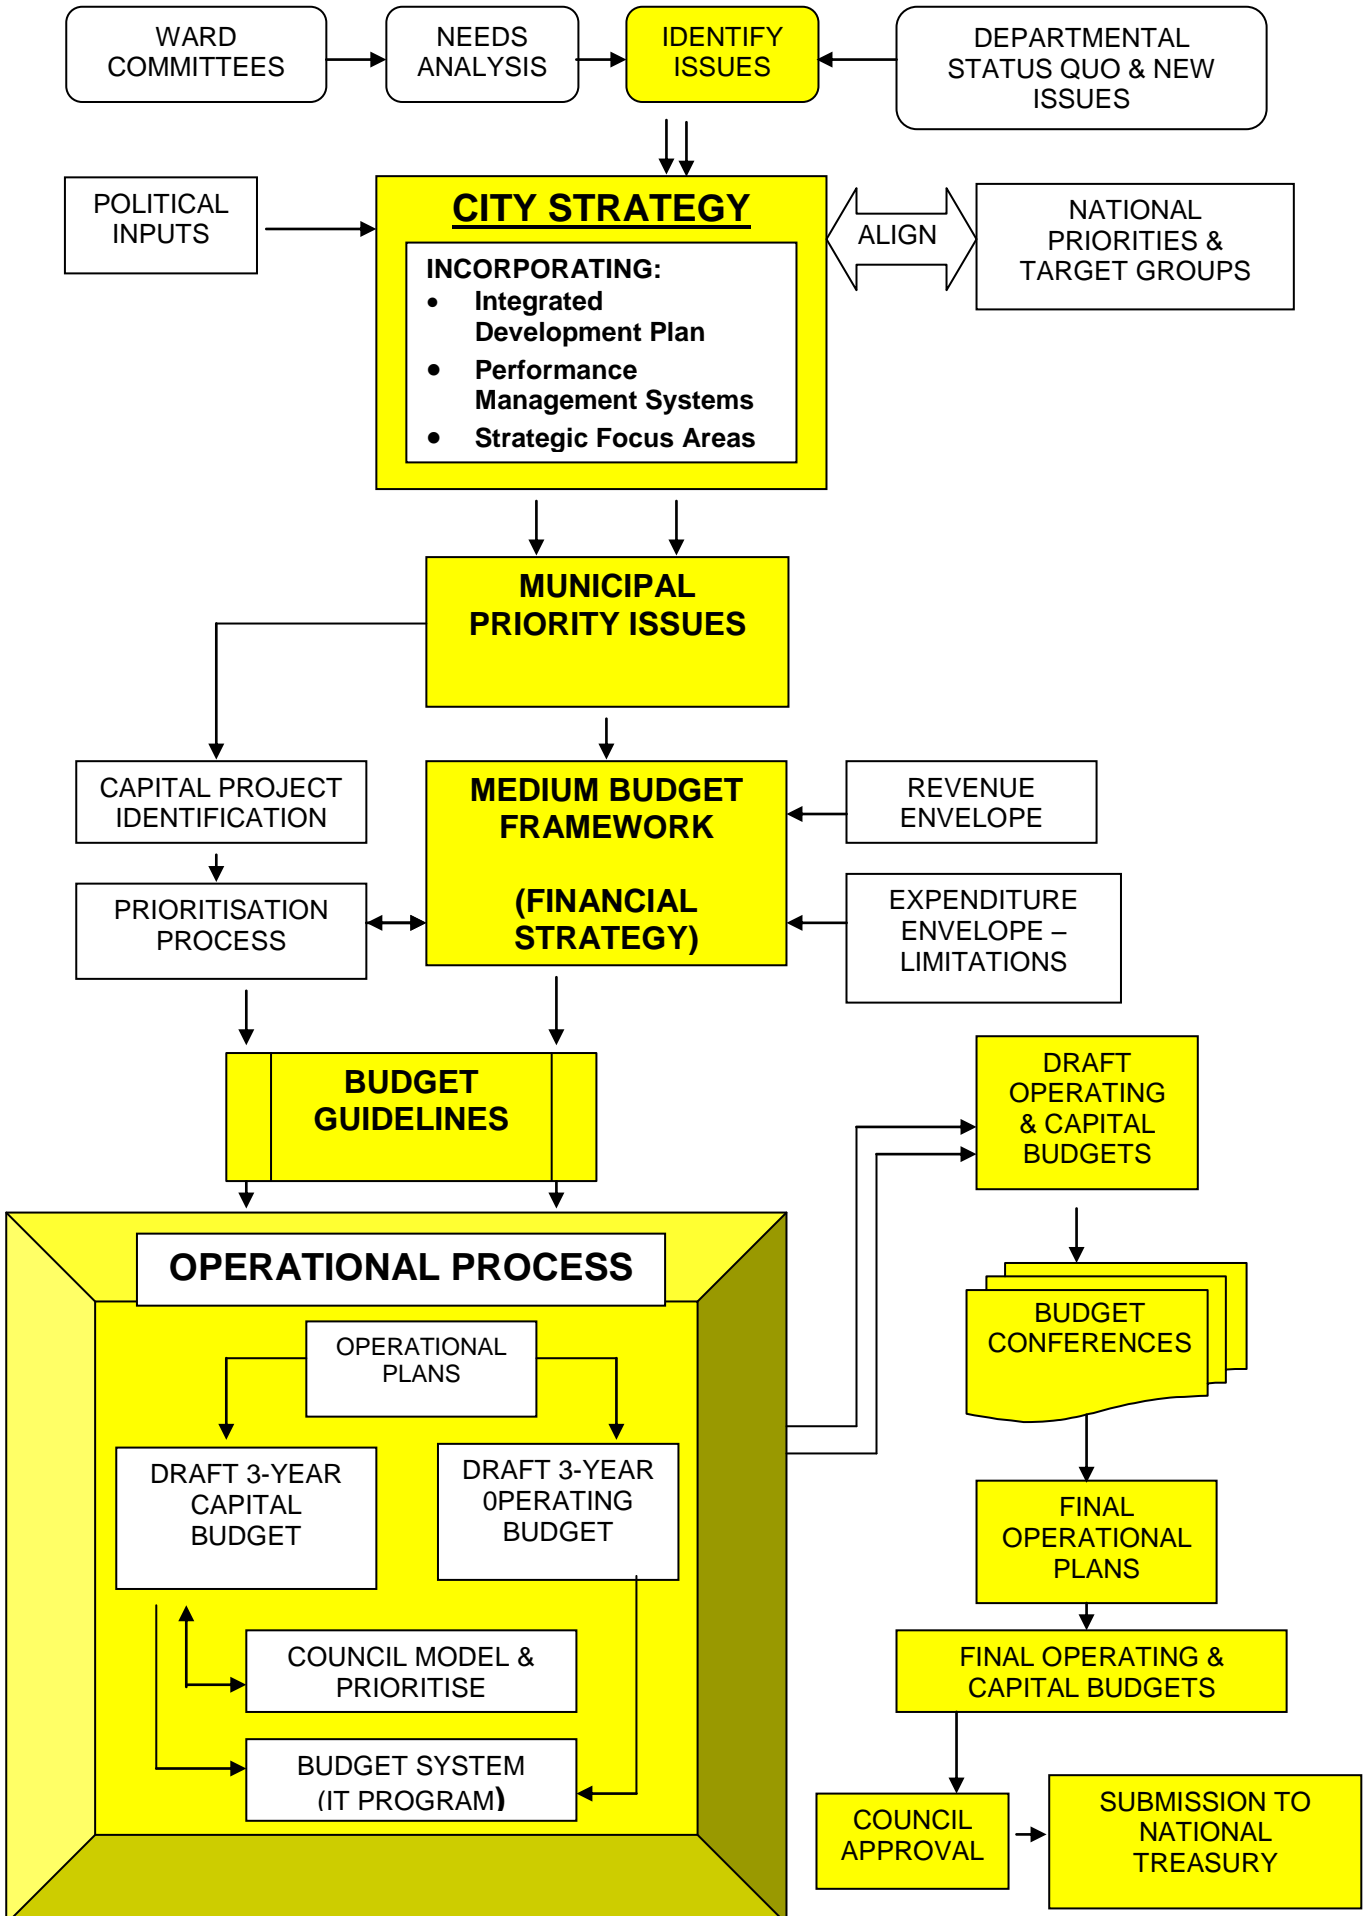 WARD
COMMITTEES
NEEDS
ANALYSIS
IDENTIFY
ISSUES
DEPARTMENTAL
STATUS QUO & NEW
ISSUES
POLITICAL
INPUTS
CITY STRATEGY
INCORPORATING:
• Integrated
Development Plan
• Performance
Management Systems
• Strategic Focus Areas
ALIGN
NATIONAL
PRIORITIES &
TARGET GROUPS
MUNICIPAL
PRIORITY ISSUES
CAPITAL PROJECT
IDENTIFICATION
MEDIUM BUDGET
FRAMEWORK
(FINANCIAL
STRATEGY)
REVENUE
ENVELOPE
PRIORITISATION
PROCESS
EXPENDITURE
ENVELOPE –
LIMITATIONS
BUDGET
GUIDELINES
DRAFT
OPERATING
& CAPITAL
BUDGETS
OPERATIONAL PROCESS
OPERATIONAL
PLANS
DRAFT 3-YEAR
CAPITAL
BUDGET
DRAFT 3-YEAR
0PERATING
BUDGET
COUNCIL MODEL &
PRIORITISE
BUDGET SYSTEM
(IT PROGRAM)
BUDGET
CONFERENCES
FINAL
OPERATIONAL
PLANS
FINAL OPERATING &
CAPITAL BUDGETS
COUNCIL
APPROVAL
SUBMISSION TO
NATIONAL
TREASURY